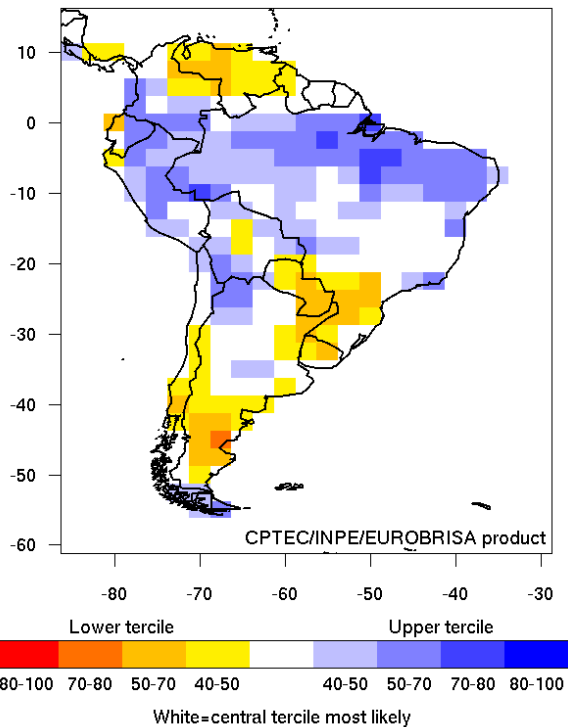 10
0
-10
-20
-30
-40
-50
-60
CPTEC/INPE/EUROBRISA product
-80 -70 -60 -50 -40 -30
Lower tercile Upper tercile
80-100 70-80 50-70 40-50 40-50 50-70 70-80 80-100
White=central tercile most likely